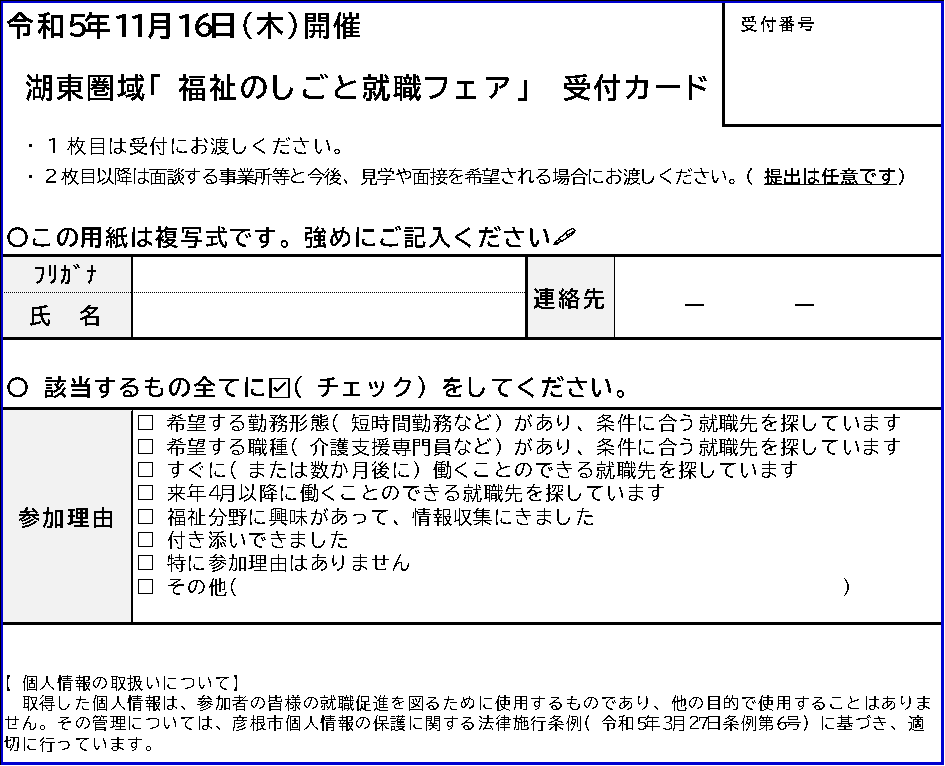 令和5年11月16日(木)開催
受付番号
湖東圏域「 福祉のしごと就職フェア」 受付カード
・ 1 枚目は受付にお渡しください。
・ 2枚目以降は面談する事業所等と今後、見学や面接を希望される場合にお渡しください。( 提出は任意です)
〇この用紙は複写式です。強めにご記入ください🖊
フリガナ
氏 名
連絡先
― ―
〇 該当するもの全てに☑( チェック) をしてください。
参加理由
□ 希望する勤務形態( 短時間勤務など) があり、条件に合う就職先を探しています
□ 希望する職種( 介護支援専門員など) があり、条件に合う就職先を探しています
□ すぐに( または数か月後に) 働くことのできる就職先を探しています
□ 来年4月以降に働くことのできる就職先を探しています
□ 福祉分野に興味があって、情報収集にきました
□ 付き添いできました
□ 特に参加理由はありません
□ その他( )
【 個人情報の取扱いについて】
取得した個人情報は、参加者の皆様の就職促進を図るために使用するものであり、他の目的で使用することはありま
せん。その管理については、彦根市個人情報の保護に関する法律施行条例( 令和5年3月27日条例第6号) に基づき、適
切に行っています。